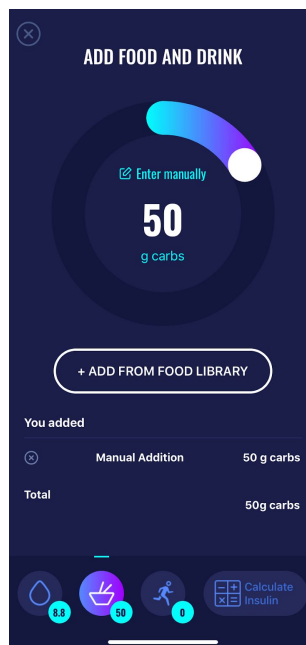 ADD FOOD AND DRINK
Enter manually
50
g carbs
+ ADD FROM FOOD LIBRARY
You added
Manual Addition 50 g carbs
Total
50g carbs
8.8 50 0 Calculate
Insulin